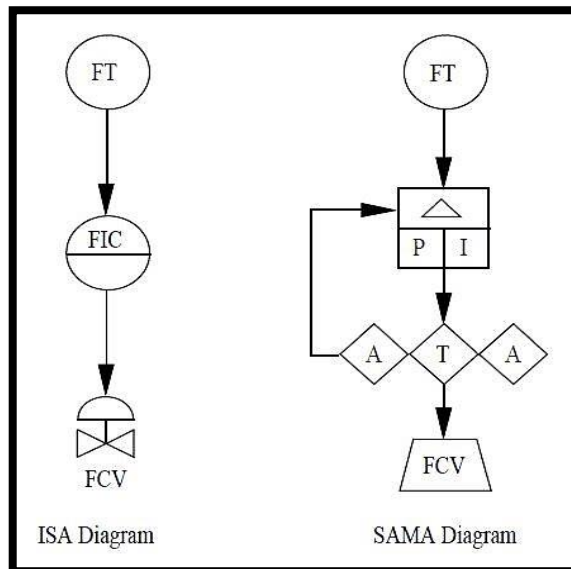 FT
FIC
FCV
ISA Diagram
FT
P I
A T A
FCV
SAMA Diagram